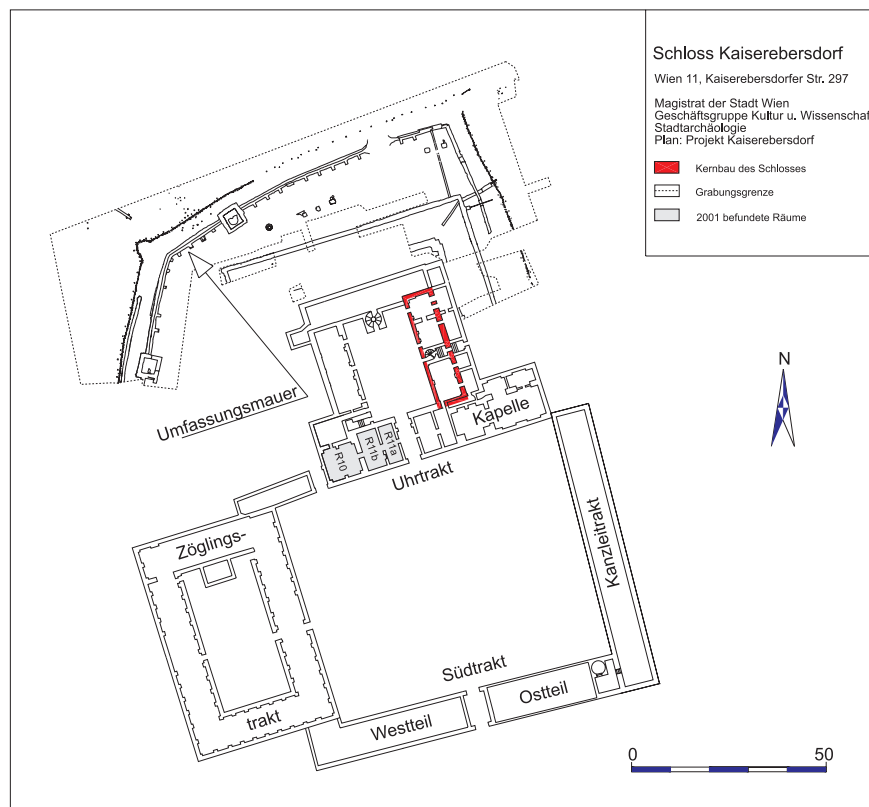 Schloss Kaiserebersdorf
Wien 11, Kaiserebersdorfer Str. 297
Magistrat der Stadt Wien
Geschäftsgruppe Kultur u. Wissenschaf
Stadtarchäologie
Plan: Projekt Kaiserebersdorf
Kernbau des Schlosses
Grabungsgrenze
2001 befundete Räume
N
Umfassungsmauer
Kapelle
R10
R11b
R11a
Uhrtrakt
Zöglings-
trakt
Kanzleitrakt
Südtrakt
Westteil
Ostteil
0 50